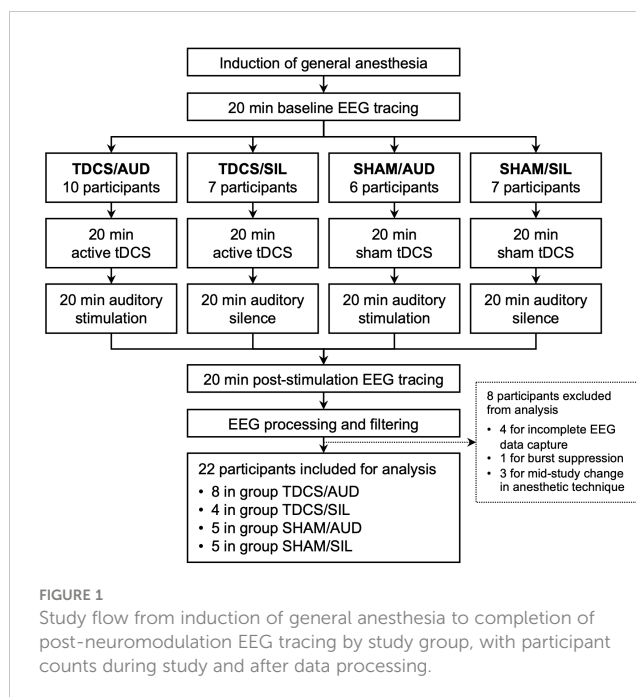 Induction of general anesthesia
20 min baseline EEG tracing
TDCS/AUD
10 participants
TDCS/SIL
7 participants
SHAM/AUD
6 participants
SHAM/SIL
7 participants
20 min
active tDCS
20 min
active tDCS
20 min
sham tDCS
20 min
sham tDCS
20 min auditory
stimulation
20 min auditory
silence
20 min auditory
stimulation
20 min auditory
silence
20 min post-stimulation EEG tracing
EEG processing and filtering
8 participants excluded
from analysis
• 4 for incomplete EEG
data capture
• 1 for burst suppression
• 3 for mid-study change
in anesthetic technique
22 participants included for analysis
• 8 in group TDCS/AUD
• 4 in group TDCS/SIL
• 5 in group SHAM/AUD
• 5 in group SHAM/SIL
FIGURE 1
Study flow from induction of general anesthesia to completion of
post-neuromodulation EEG tracing by study group, with participant
counts during study and after data processing.